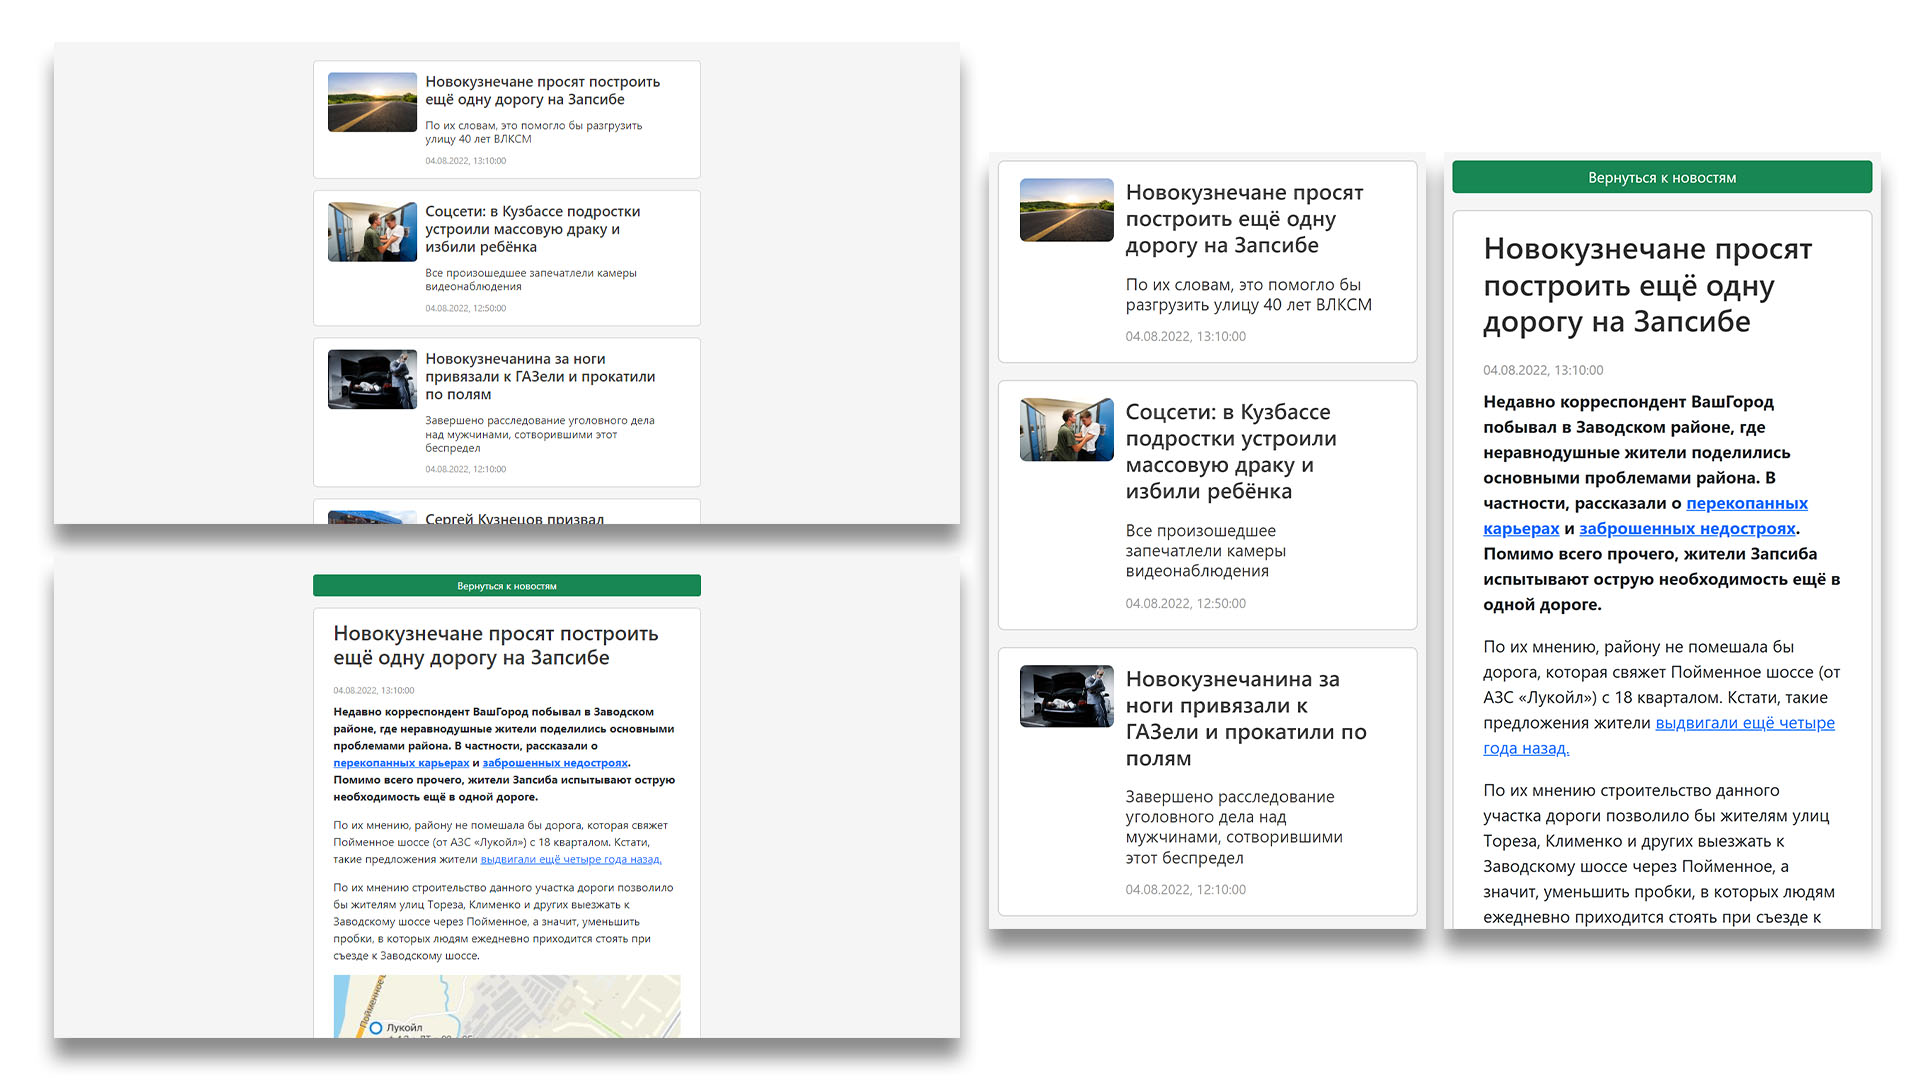 Новокузнечане просят построить
ещё одну дорогу на Запсибе
По их словам, это помогло бы разгрузить
улицу 40 лет ВЛКСМ
04.08.2022, 13:10:00
Соцсети: в Кузбассе подростки
устроили массовую драку и
избили ребёнка
Все произошедшее запечатлели камеры
видеонаблюдения
04.08.2022, 12:50:00
Новокузнечанина за ноги
привязали к ГАЗели и прокатили
по полям
Завершено расследование уголовного дела
над мужчинами, сотворившими этот
беспредел
04.08.2022, 12:10:00
Сергей Кузнецов призвал
Вернуться к новостям
Новокузнечане просят построить
ещё одну дорогу на Запсибе
04.08.2022, 13:10:00
Недавно корреспондент ВашГород побывал в Заводском
районе, где неравнодушные жители поделились основными
проблемами района. В частности, рассказали о
перекопанных карьерах и заброшенных недостроях.
Помимо всего прочего, жители Запсиба испытывают острую
необходимость ещё в одной дороге.
По их мнению, району не помешала бы дорога, которая свяжет
Пойменное шоссе (от АЗС «Лукойл») с 18 кварталом. Кстати,
такие предложения жители выдвигали ещё четыре года назад.
По их мнению строительство данного участка дороги позволило
бы жителям улиц Тореза, Клименко и других выезжать к
Заводскому шоссе через Пойменное, а значит, уменьшить
пробки, в которых людям ежедневно приходится стоять при
съезде к Заводскому шоссе.
Пойменное
Лукойл
Новокузнечане просят
построить ещё одну
дорогу на Запсибе
По их словам, это помогло бы
разгрузить улицу 40 лет ВЛКСМ
04.08.2022, 13:10:00
Соцсети: в Кузбассе
подростки устроили
массовую драку и
избили ребёнка
Все произошедшее
запечатлели камеры
видеонаблюдения
04.08.2022, 12:50:00
Новокузнечанина за
ноги привязали к
ГАЗели и прокатили по
полям
Завершено расследование
уголовного дела над
мужчинами, сотворившими
этот беспредел
04.08.2022, 12:10:00
Вернуться к новостям
Новокузнечане просят
построить ещё одну
дорогу на Запсибе
04.08.2022, 13:10:00
Недавно корреспондент ВашГород
побывал в Заводском районе, где
неравнодушные жители поделились
основными проблемами района. В
частности, рассказали о перекопанных
карьерах и заброшенных недостроях.
Помимо всего прочего, жители Запсиба
испытывают острую необходимость ещё в
одной дороге.
По их мнению, району не помешала бы
дорога, которая свяжет Пойменное шоссе (от
АЗС «Лукойл») с 18 кварталом. Кстати, такие
предложения жители выдвигали ещё четыре
года назад.
По их мнению строительство данного
участка дороги позволило бы жителям улиц
Тореза, Клименко и других выезжать к
Заводскому шоссе через Пойменное, а
значит, уменьшить пробки, в которых людям
ежедневно приходится стоять при съезде к